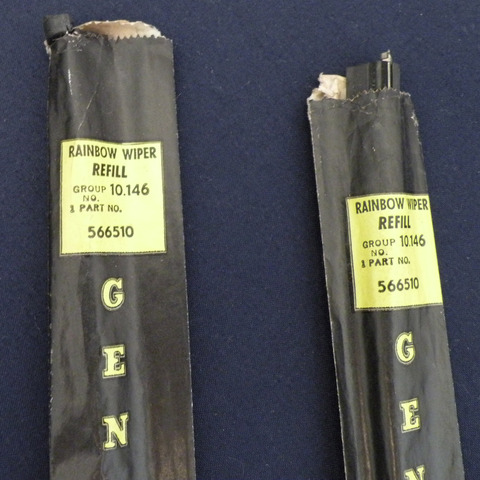 RAINBOW WIPER
REFILL
GROUP 10.146
NO.
1 PART NO.
566510
G
E
N
RAINBOW WIPER
REFILL
GROUP 10.146
NO.
1 PART NO.
566510
G
E
N